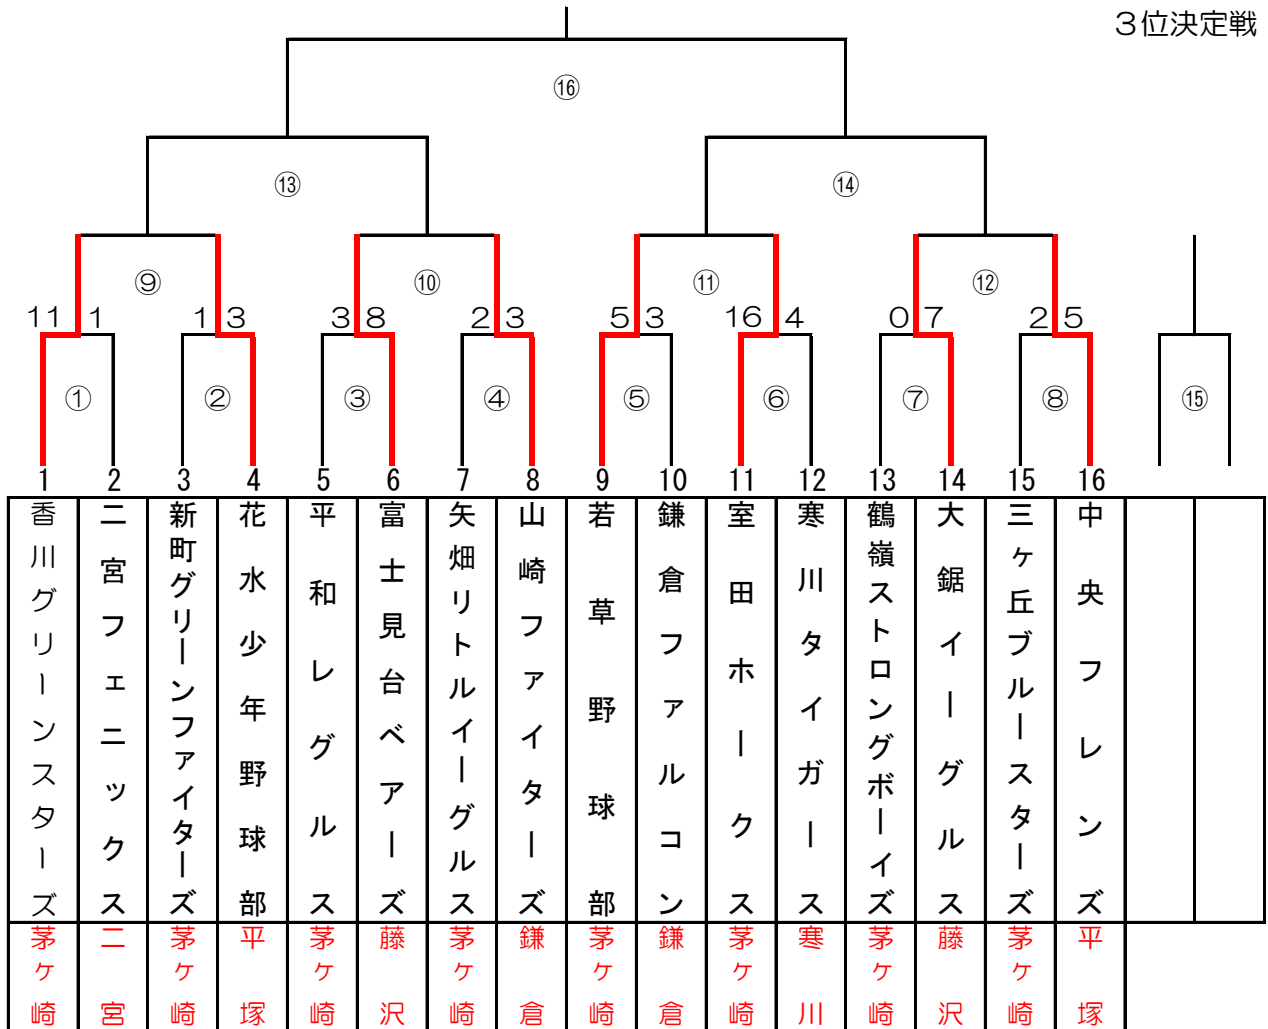 3位決定戦
⑯
⑬ ⑭
⑨ ⑩ ⑪ ⑫
11 1 1 3 3 8 2 3 5 3 16 4 0 7 2 5
① ② ③ ④ ⑤ ⑥ ⑦ ⑧ ⑮
1 2 3 4 5 6 7 8 9 10 11 12 13 14 15 16
香川グリーンスターズ
二宮フェニックス
新町グリーンファイターズ
花水少年野球部
平和レグルス
富士見台ベアーズ
矢畑リトルイーグルス
山崎ファイターズ
若草野球部
鎌倉ファルコン
室田ホークス
寒川タイガース
鶴嶺ストロングボーイズ
大鋸イーグルス
三ヶ丘ブルースターズ
中央フレンズ
茅ヶ崎
二宮
茅ヶ崎
平塚
茅ヶ崎
藤沢
茅ヶ崎
鎌倉
茅ヶ崎
鎌倉
茅ヶ崎
寒川
茅ヶ崎
藤沢
茅ヶ崎
平塚